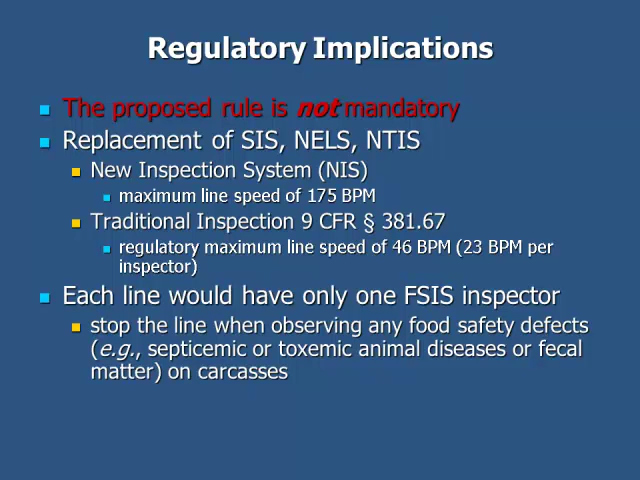 Regulatory Implications
The proposed rule is not mandatory
Replacement of SIS, NELS, NTIS
New Inspection System (NIS)
maximum line speed of 175 BPM
Traditional Inspection 9 CFR § 381.67
regulatory maximum line speed of 46 BPM (23 BPM per
inspector)
Each line would have only one FSIS inspector
stop the line when observing any food safety defects
(e.g., septicemic or toxemic animal diseases or fecal
matter) on carcasses